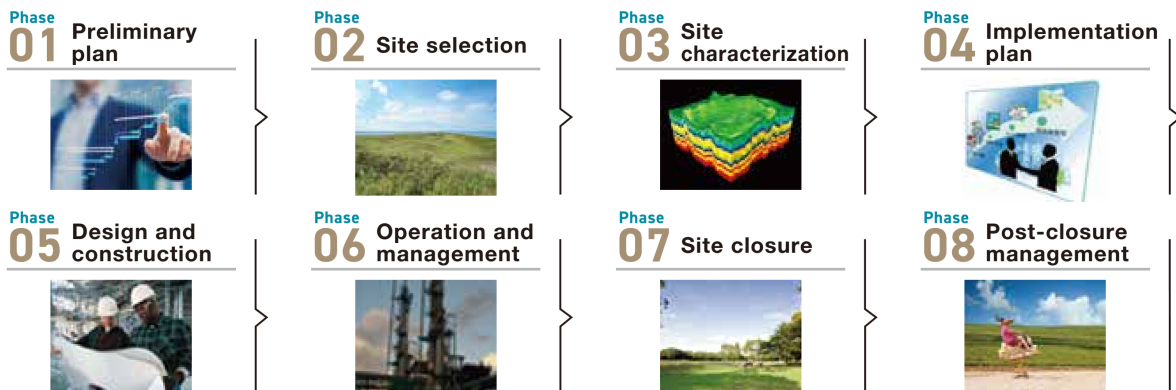 Phase
01 Preliminary
plan
Phase
02 Site selection
Phase
03 Site
characterization
Phase
04 Implementation
plan
Phase
05 Design and
construction
Phase
06 Operation and
management
Phase
07 Site closure
Phase
08 Post-closure
management